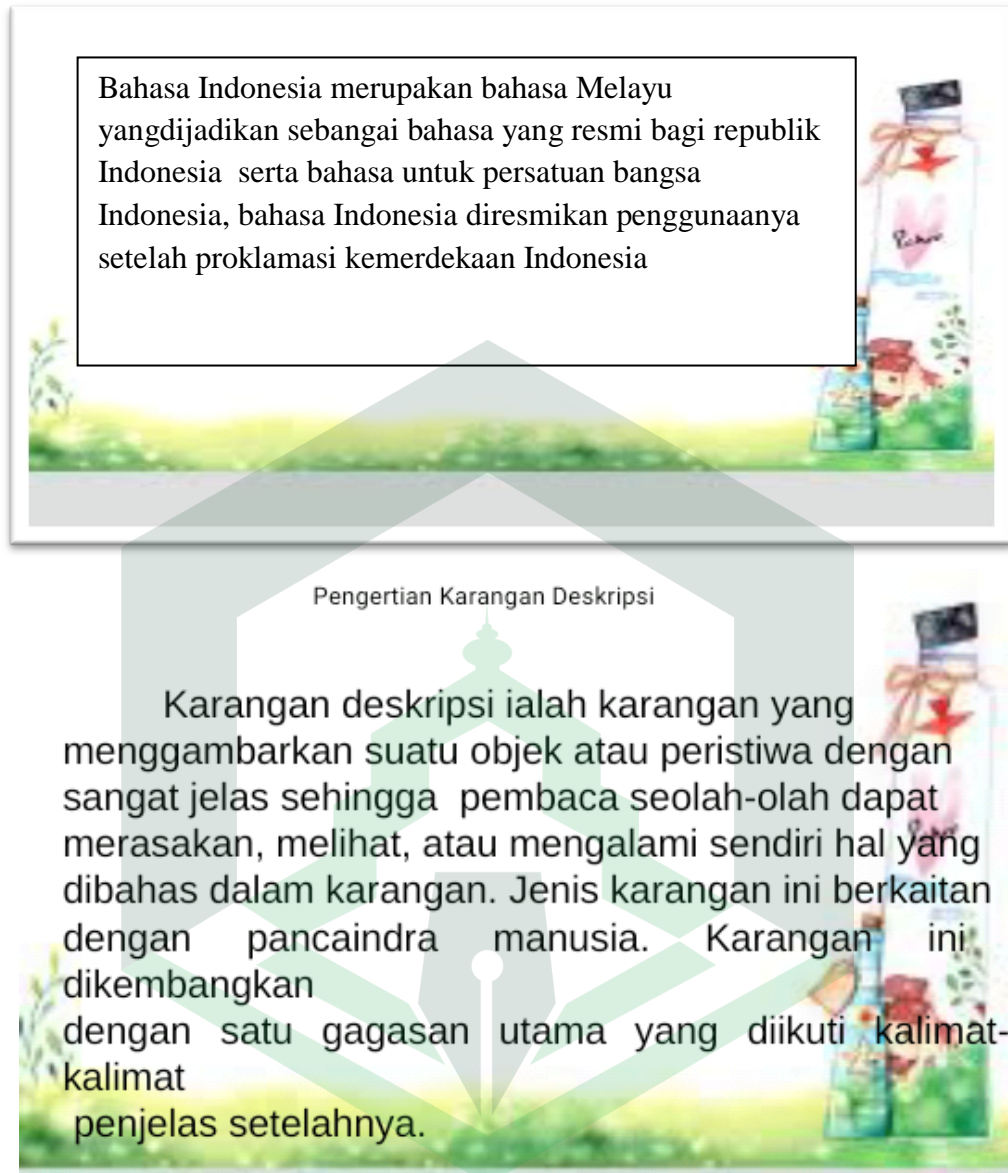 Bahasa Indonesia merupakan bahasa Melayu
yangdijadikan sebangai bahasa yang resmi bagi republik
Indonesia  serta bahasa untuk persatuan bangsa
Indonesia, bahasa Indonesia diresmikan penggunaanya
setelah proklamasi kemerdekaan Indonesia
Pengertian Karangan Deskripsi
Karangan deskripsi ialah karangan yang
menggambarkan suatu objek atau peristiwa dengan
sangat jelas sehingga  pembaca seolah-olah dapat
merasakan, melihat, atau mengalami sendiri hal yang
dibahas dalam karangan. Jenis karangan ini berkaitan
dengan pancaindra manusia. Karangan ini
dikembangkan
dengan satu gagasan utama yang diikuti kalimat-
kalimat
penjelas setelahnya.